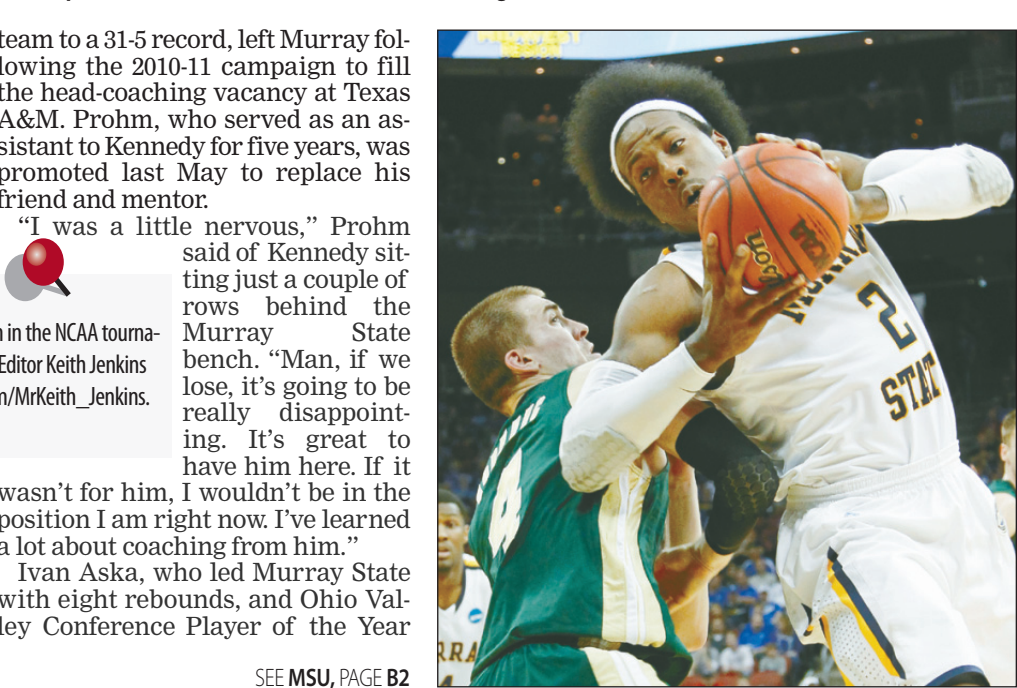 team to a 31-5 record, left Murray fol-
lowing the 2010-11 campaign to fill
the head-coaching vacancy at Texas
A&M. Prohm, who served as an as-
sistant to Kennedy for five years, was
promoted last May to replace his
friend and mentor.
“I was a little nervous,” Prohm
said of Kennedy sit-
ting just a couple of
rows behind the
Murray State
bench. “Man, if we
lose, it’s going to be
really disappoint-
ing. It’s great to
have him here. If it
wasn’t for him, I wouldn’t be in the
position I am right now. I’ve learned
a lot about coaching from him.”
Ivan Aska, who led Murray State
with eight rebounds, and Ohio Val-
ley Conference Player of the Year
SEE MSU, PAGE B2
in the NCAA tourna-
Editor Keith Jenkins
m/MrKeith_Jenkins.
MIDWEST
REGION
NCAA
2
STATE
4